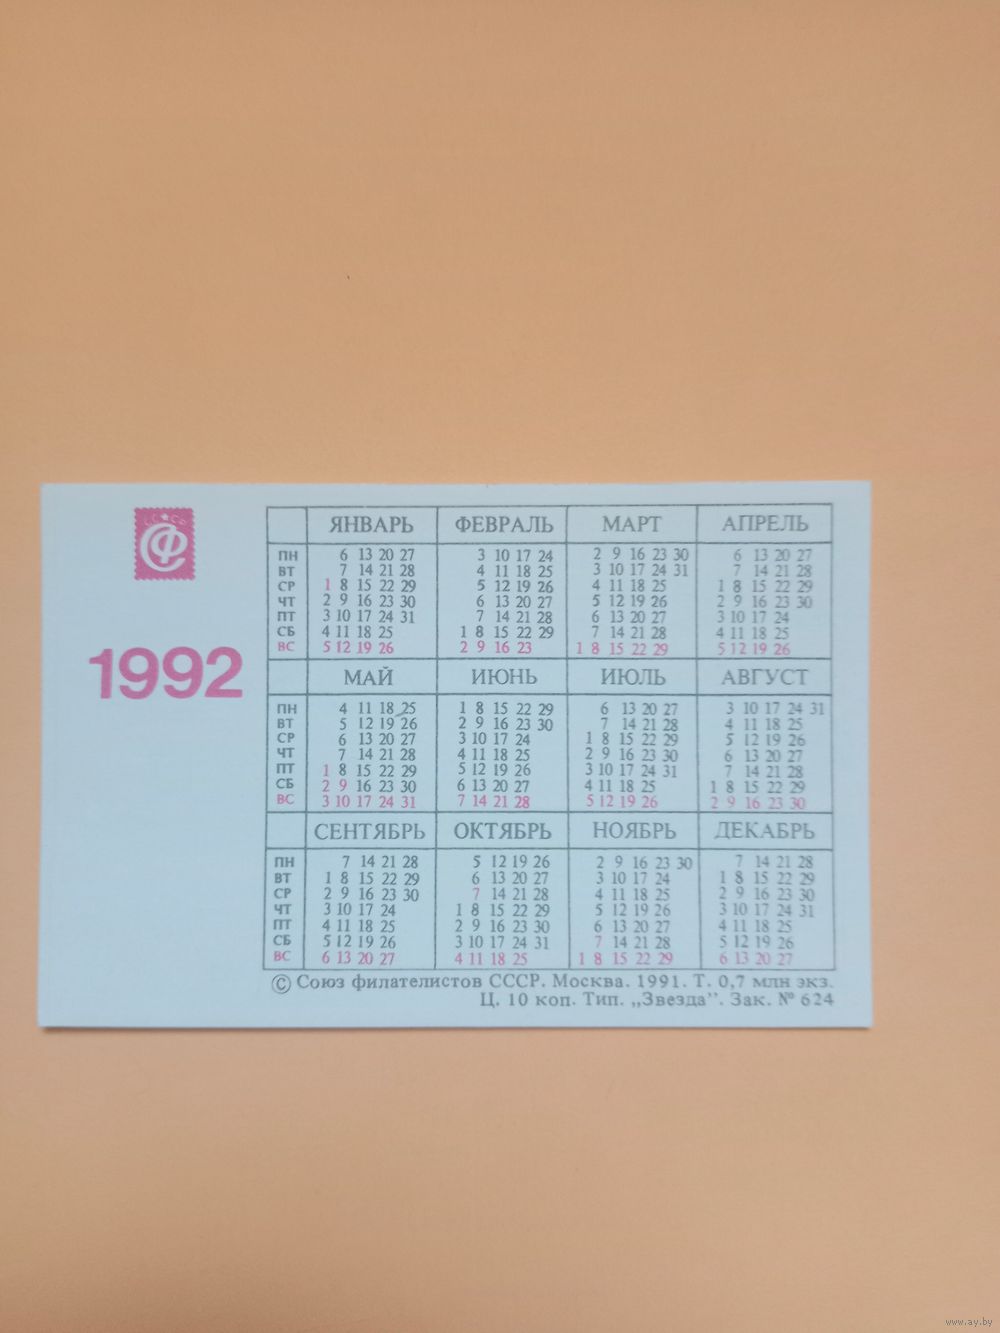 СССР
СФ
1992
ЯНВАРЬ ФЕВРАЛЬ МАРТ АПРЕЛЬ
ПН 6 13 20 27 3 10 17 24 2 9 16 23 30 6 13 20 27
ВТ 7 14 21 28 4 11 18 25 3 10 17 24 31 7 14 21 28
СР 1 8 15 22 29 5 12 19 26 4 11 18 25 1 8 15 22 29
ЧТ 2 9 16 23 30 6 13 20 27 5 12 19 26 2 9 16 23 30
ПТ 3 10 17 24 31 7 14 21 28 6 13 20 27 3 10 17 24
СБ 4 11 18 25 1 8 15 22 29 7 14 21 28 4 11 18 25
ВС 5 12 19 26 2 9 16 23 1 8 15 22 29 5 12 19 26
МАЙ ИЮНЬ ИЮЛЬ АВГУСТ
ПН 4 11 18 25 1 8 15 22 29 6 13 20 27 3 10 17 24 31
ВТ 5 12 19 26 2 9 16 23 30 7 14 21 28 4 11 18 25
СР 6 13 20 27 3 10 17 24 1 8 15 22 29 5 12 19 26
ЧТ 7 14 21 28 4 11 18 25 2 9 16 23 30 6 13 20 27
ПТ 1 8 15 22 29 5 12 19 26 3 10 17 24 31 7 14 21 28
СБ 2 9 16 23 30 6 13 20 27 4 11 18 25 1 8 15 22 29
ВС 3 10 17 24 31 7 14 21 28 5 12 19 26 2 9 16 23 30
СЕНТЯБРЬ ОКТЯБРЬ НОЯБРЬ ДЕКАБРЬ
ПН 7 14 21 28 5 12 19 26 2 9 16 23 30 7 14 21 28
ВТ 1 8 15 22 29 6 13 20 27 3 10 17 24 1 8 15 22 29
СР 2 9 16 23 30 7 14 21 28 4 11 18 25 2 9 16 23 30
ЧТ 3 10 17 24 1 8 15 22 29 5 12 19 26 3 10 17 24 31
ПТ 4 11 18 25 2 9 16 23 30 6 13 20 27 4 11 18 25
СБ 5 12 19 26 3 10 17 24 31 7 14 21 28 5 12 19 26
ВС 6 13 20 27 4 11 18 25 1 8 15 22 29 6 13 20 27
© Союз филателистов СССР. Москва. 1991. Т. 0,7 млн экз.
Ц. 10 коп. Тип. „Звезда”. Зак. № 624
www.ay.by